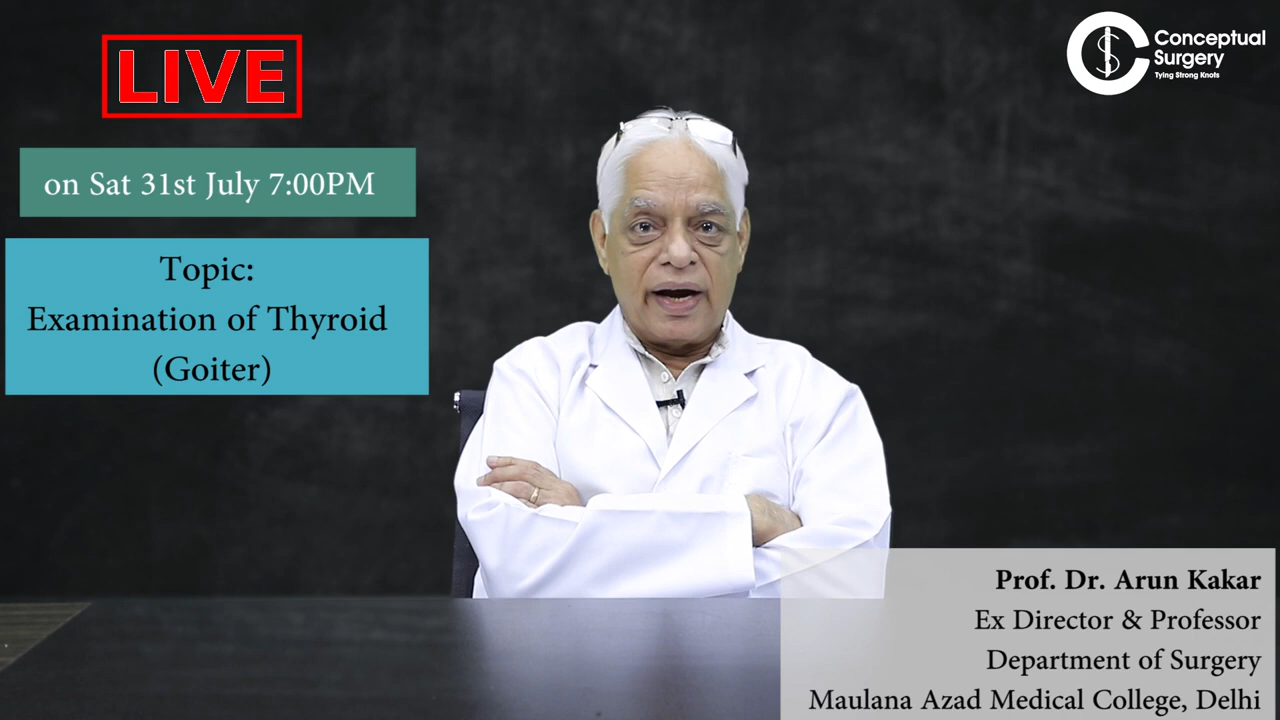 LIVE
Conceptual
Surgery
Tying Strong Knots
on Sat 31st July 7:00PM
Topic:
Examination of Thyroid
(Goiter)
Prof. Dr. Arun Kakar
Ex Director & Professor
Department of Surgery
Maulana Azad Medical College, Delhi